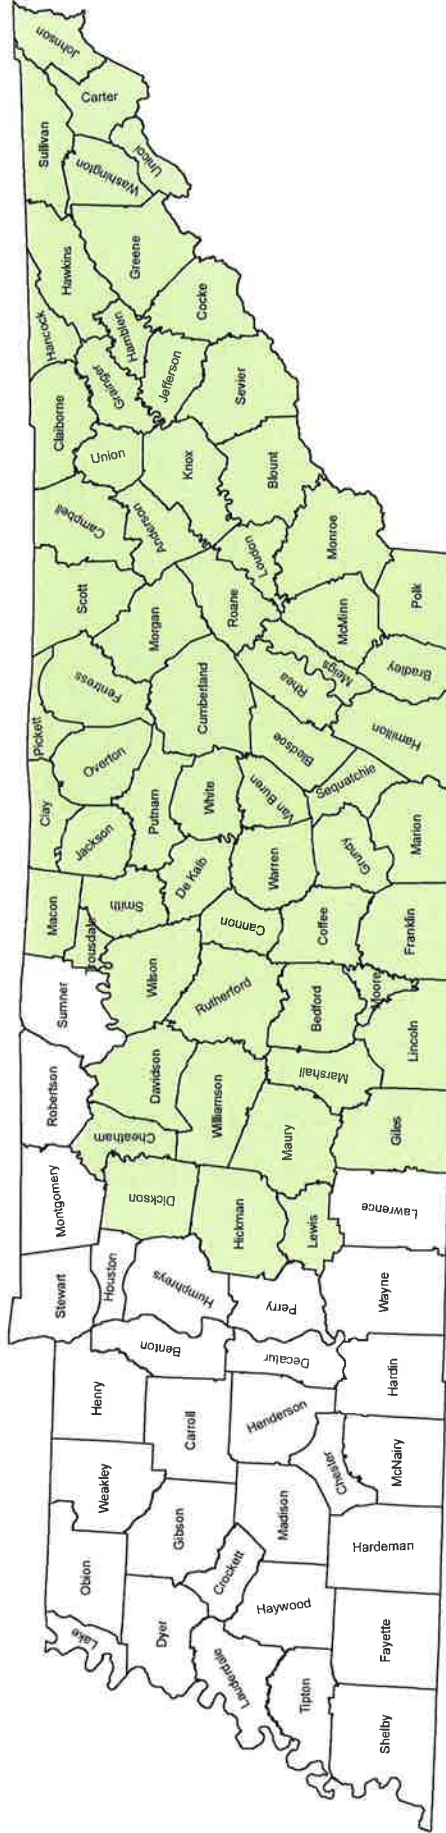 Johnson
Carter
Sullivan
Unicoi
Washington
Greene
Hawkins
Cocke
Hancock
Hamblen
Jefferson
Grainger
Sevier
Claiborne
Union
Knox
Blount
Campbell
Anderson
Loudon
Monroe
Scott
Morgan
Roane
McMinn
Polk
Meigs
Bradley
Rhea
Fentress
Cumberland
Hamilton
Pickett
Overton
Bledsoe
Sequatchie
Clay
Putnam
White
Van Buren
Jackson
Marion
Grundy
De Kalb
Warren
Macon
Smith
Cannon
Coffee
Franklin
Trousdale
Wilson
Rutherford
Bedford
Moore
Sumner
Lincoln
Davidson
Marshall
Robertson
Williamson
Cheatham
Maury
Giles
Montgomery
Dickson
Hickman
Lewis
Lawrence
Stewart
Houston
Humphreys
Perry
Wayne
Benton
Decatur
Hardin
Henry
Carroll
Henderson
Chester
McNairy
Weakley
Gibson
Madison
Hardeman
Obion
Crockett
Haywood
Lake
Dyer
Fayette
Lauderdale
Tipton
Shelby